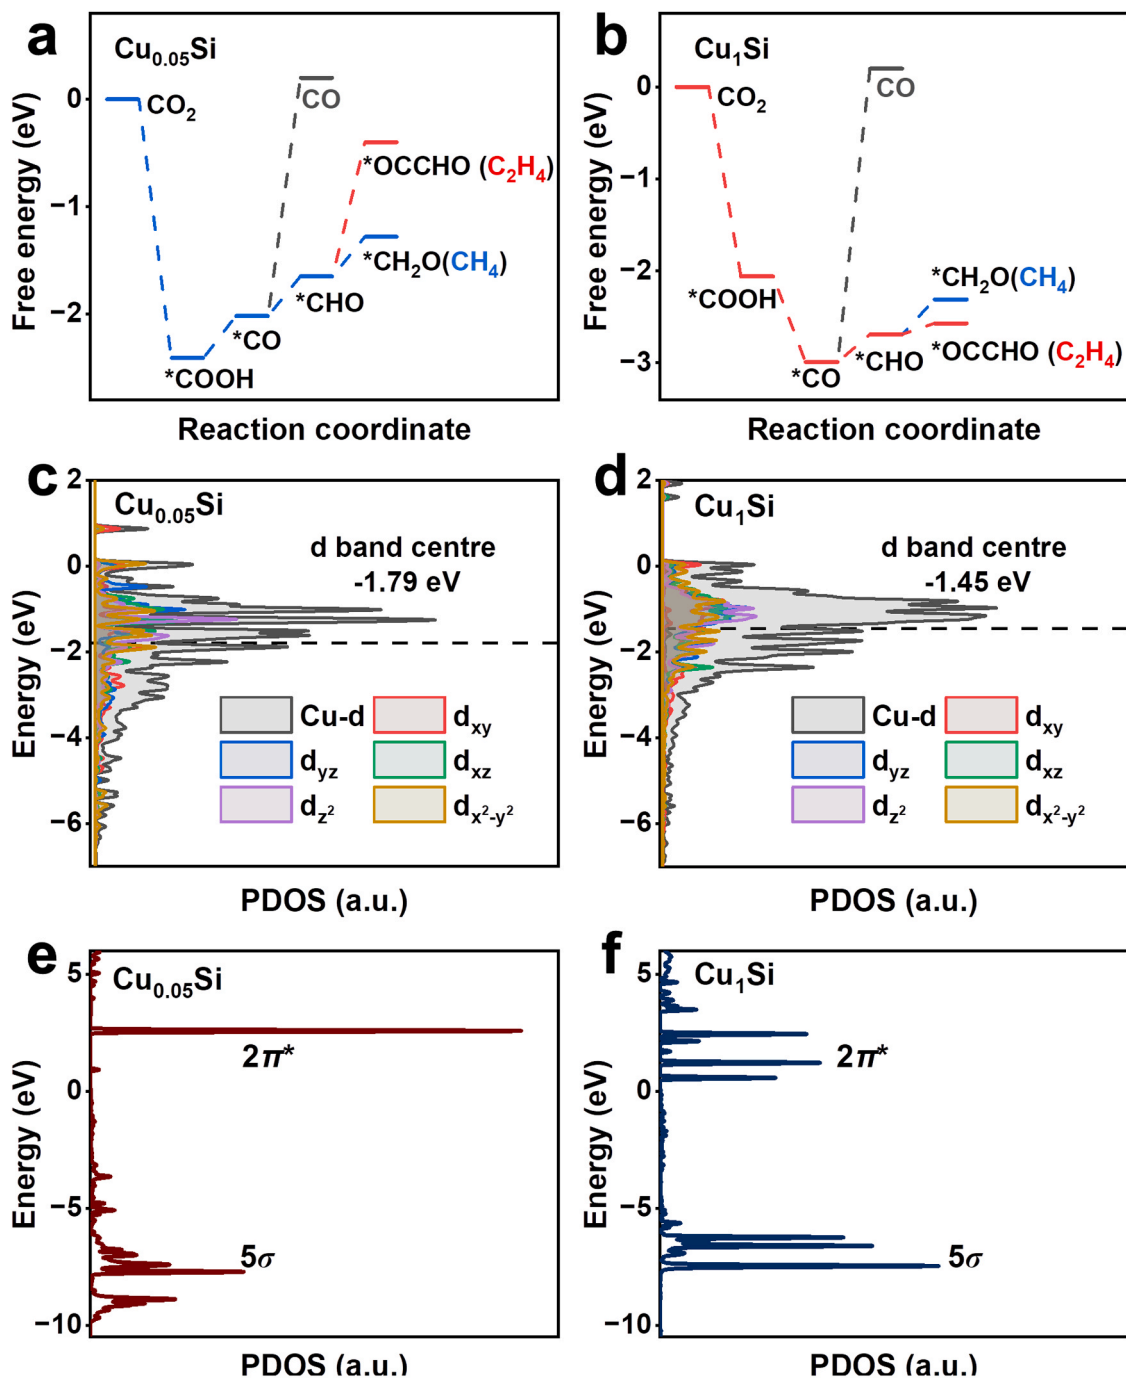 a
Cu0.05Si
Free energy (eV)
0
−1
−2
CO2
*COOH
*CO
*CHO
CO
*OCCHO (C2H4)
*CH2O(CH4)
Reaction coordinate
b
Cu1Si
Free energy (eV)
0
−1
−2
−3
CO2
*COOH
*CO
*CHO
CO
*CH2O(CH4)
*OCCHO (C2H4)
Reaction coordinate
c
Cu0.05Si
Energy (eV)
2
0
−2
−4
−6
d band centre
-1.79 eV
Cu-d
dxy
dyz
dxz
dz²
dx²-y²
PDOS (a.u.)
d
Cu1Si
Energy (eV)
2
0
−2
−4
−6
d band centre
-1.45 eV
Cu-d
dxy
dyz
dxz
dz²
dx²-y²
PDOS (a.u.)
e
Cu0.05Si
Energy (eV)
5
0
−5
−10
2π*
5σ
PDOS (a.u.)
f
Cu1Si
Energy (eV)
5
0
−5
−10
2π*
5σ
PDOS (a.u.)